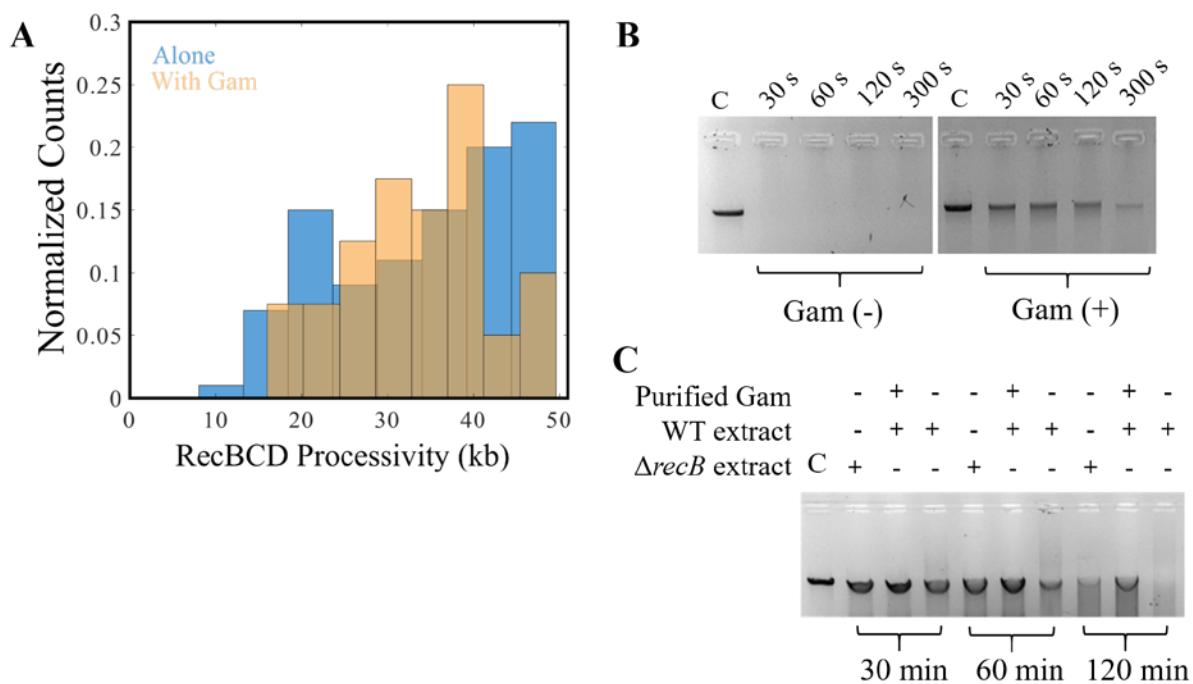 A
0.3
0.25
0.2
0.15
0.1
0.05
0
Normalized Counts
Alone
With Gam
0 10 20 30 40 50
RecBCD Processivity (kb)
B
C 30 s 60 s 120 s 300 s C 30 s 60 s 120 s 300 s
Gam (-) Gam (+)
C
Purified Gam - + - - + - - + -
WT extract - + + - + + - + +
ΔrecB extract C + - - + - - + - -
30 min 60 min 120 min